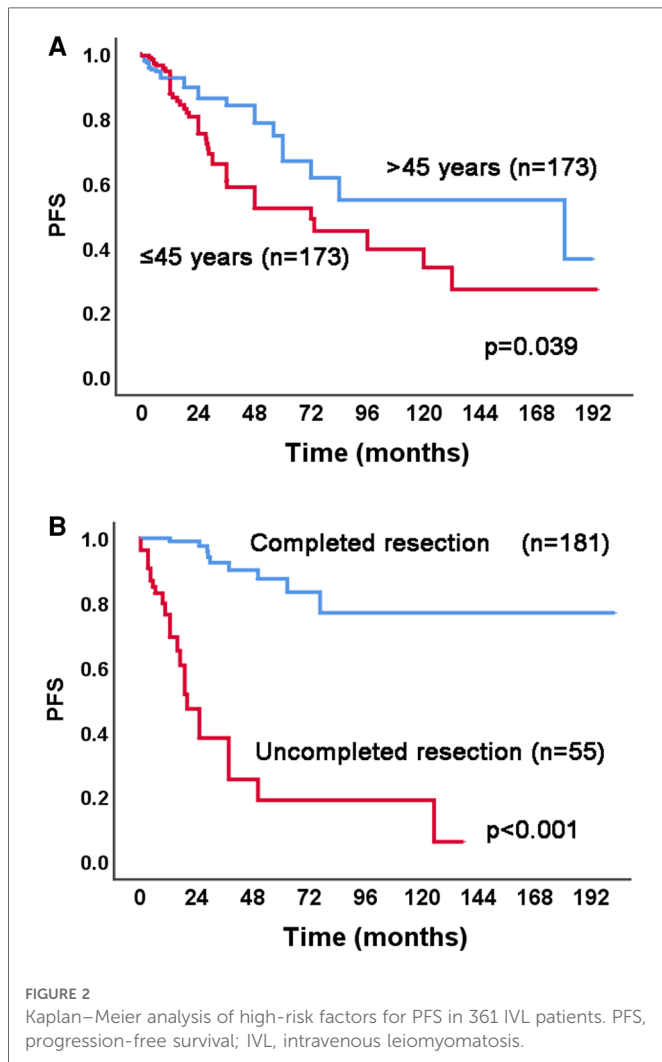 A
1.0
0.8
0.6
0.4
0.2
0.0
PFS
>45 years (n=173)
≤45 years (n=173)
p=0.039
0 24 48 72 96 120 144 168 192
Time (months)
B
1.0
0.8
0.6
0.4
0.2
0.0
PFS
Completed resection (n=181)
Uncompleted resection (n=55)
p<0.001
0 24 48 72 96 120 144 168 192
Time (months)
FIGURE 2
Kaplan–Meier analysis of high-risk factors for PFS in 361 IVL patients. PFS,
progression-free survival; IVL, intravenous leiomyomatosis.